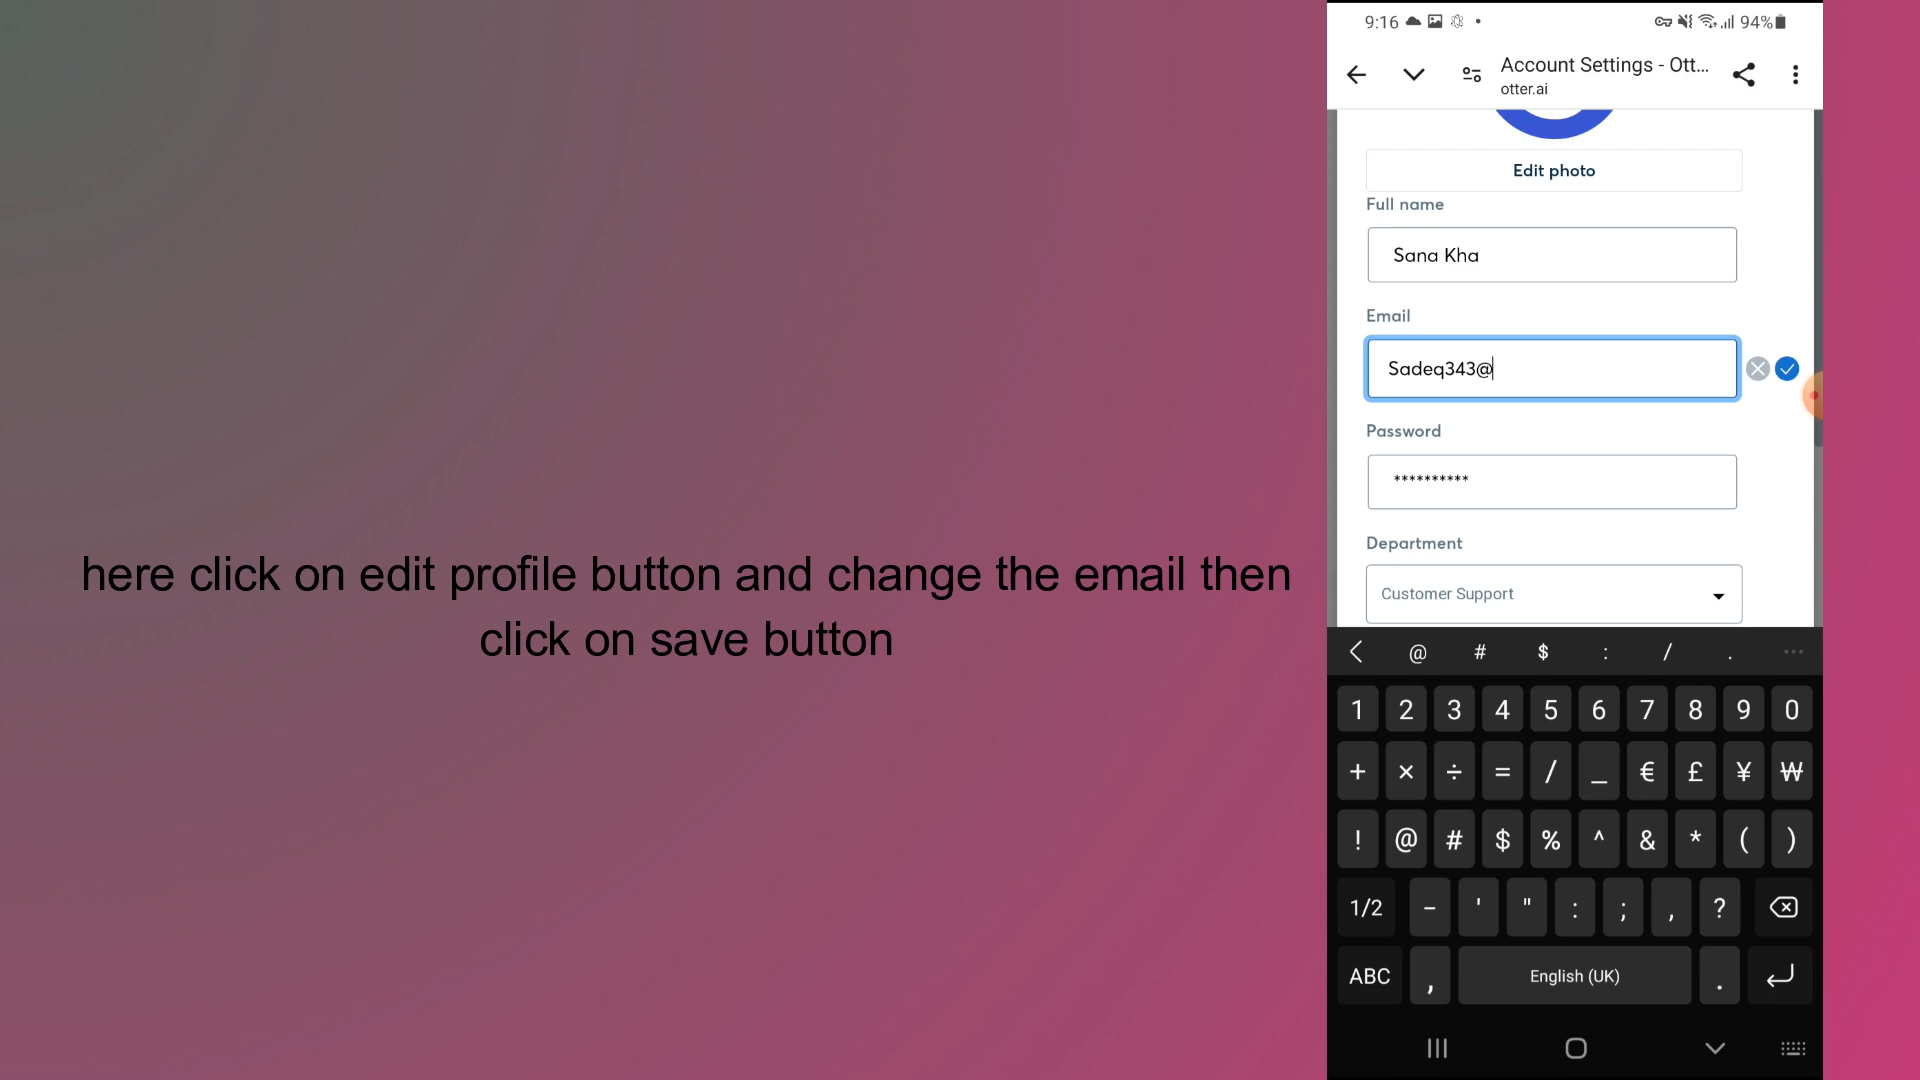 here click on edit profile button and change the email then
click on save button
9:16
94%
Account Settings - Ott...
otter.ai
Edit photo
Full name
Sana Kha
Email
Sadeq343@
Password
**********
Department
Customer Support
@ # $ : / . ...
1 2 3 4 5 6 7 8 9 0
+ × ÷ = / _ € £ ¥ ₩
! @ # $ % ^ & * ( )
1/2 - ' " : ; , ?
ABC , English (UK) .